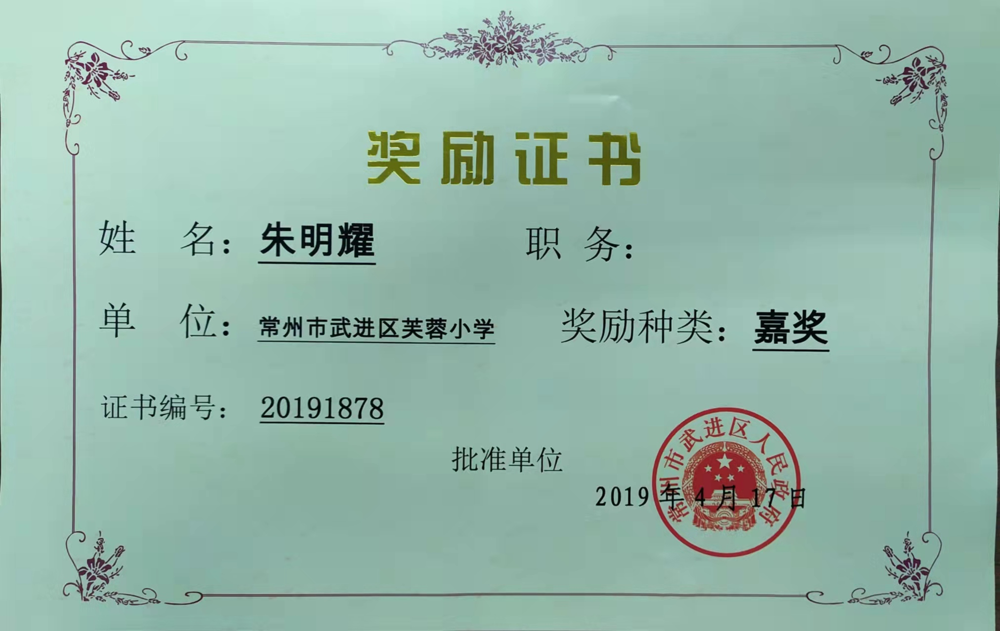 奖励证书
姓 名：朱明耀 职 务：
单 位：常州市武进区芙蓉小学 奖励种类：嘉奖
证书编号：20191878
批准单位
常州市武进区人民政府
2019年4月17日